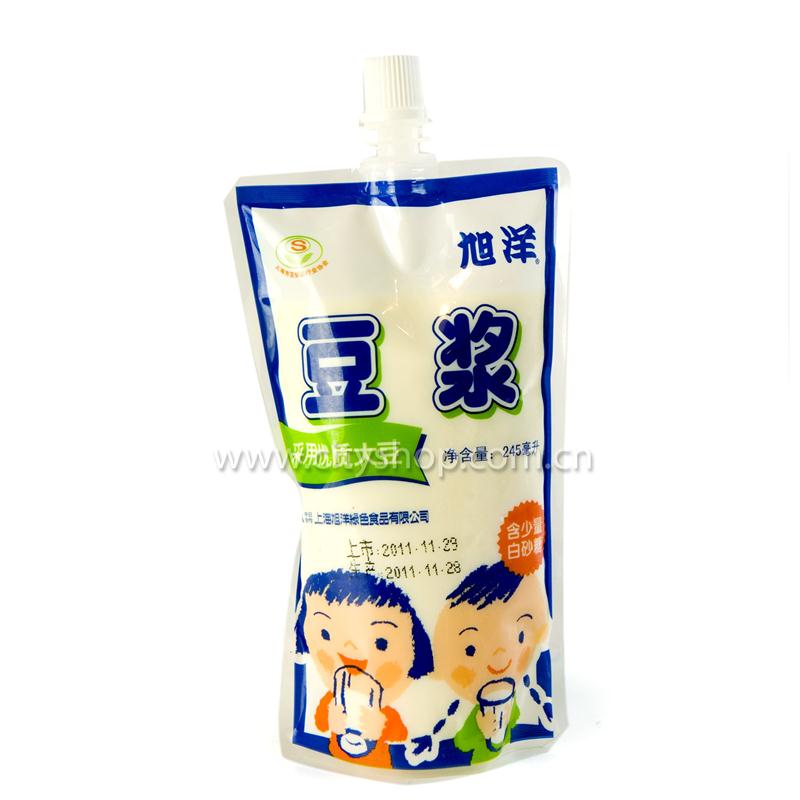 S
旭洋®
豆浆
采用优质大豆
净含量：245毫升
www.cityshop.com.cn
上海旭洋绿色食品有限公司
含少量
白砂糖
上市:2011.11.29
生产:2011.11.28